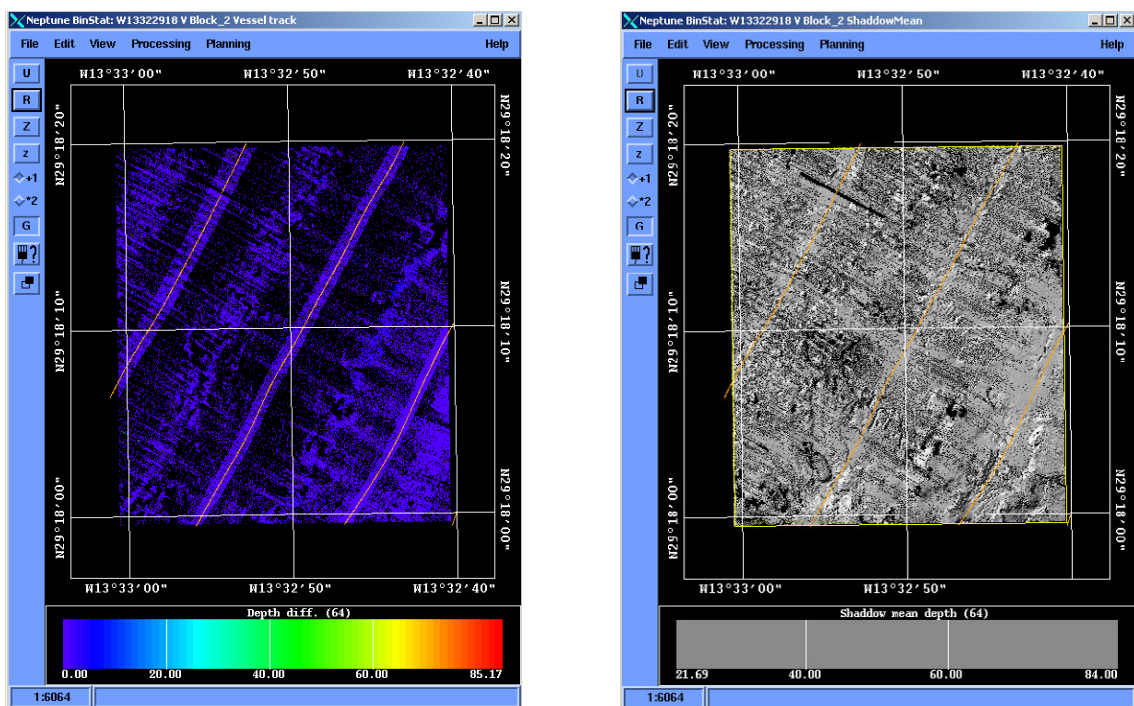 Neptune BinStat: W13322918 V Block_2 Vessel track
File Edit View Processing Planning Help
U
R
Z
z
+1
*2
G
?
W13°33'00" W13°32'50" W13°32'40"
N29°18'20" N29°18'20"
N29°18'10" N29°18'10"
N29°18'00" N29°18'00"
W13°33'00" W13°32'50" W13°32'40"
Depth diff. (64)
0.00 20.00 40.00 60.00 85.17
1:6064
Neptune BinStat: W13322918 V Block_2 ShaddowMean
File Edit View Processing Planning Help
U
R
Z
z
+1
*2
G
?
W13°33'00" W13°32'50" W13°32'40"
N29°18'20" N29°18'20"
N29°18'10" N29°18'10"
N29°18'00" N29°18'00"
W13°33'00" W13°32'50"
Shaddow mean depth (64)
21.69 40.00 60.00 84.00
1:6064